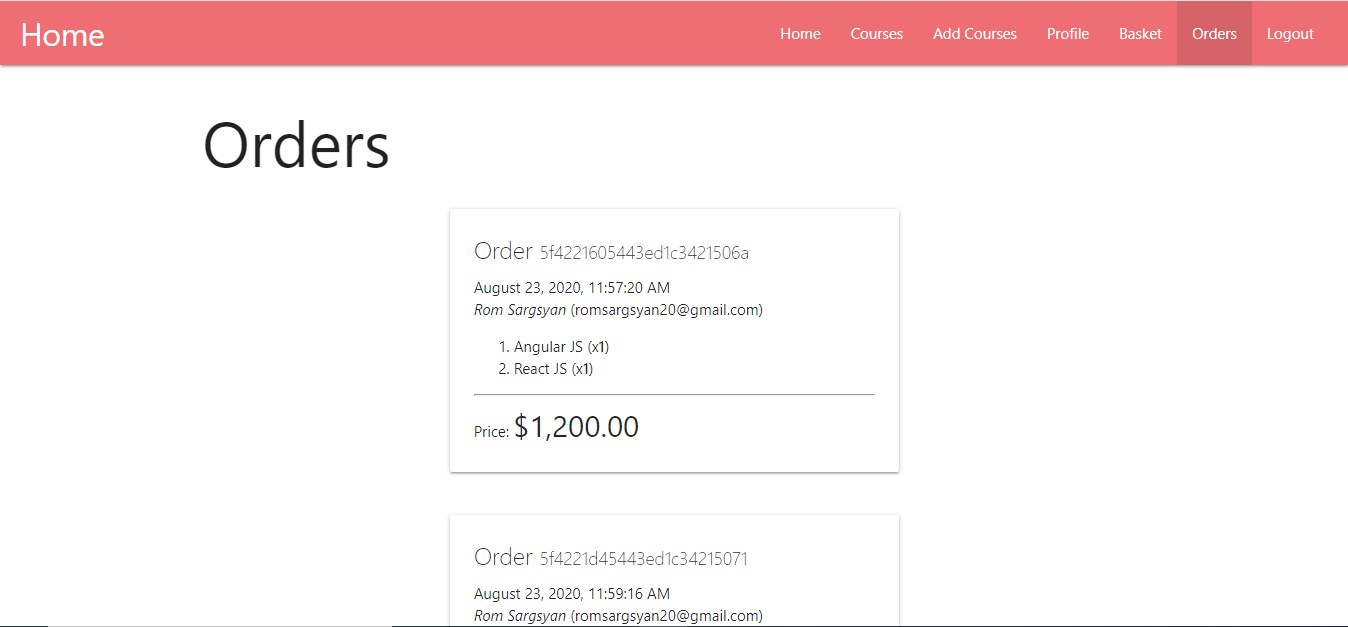 Home Home Courses Add Courses Profile Basket Orders Logout
Orders
Order 5f4221605443ed1c3421506a
August 23, 2020, 11:57:20 AM
Rom Sargsyan (romsargsyan20@gmail.com)
1. Angular JS (x1)
2. React JS (x1)
Price: $1,200.00
Order 5f4221d45443ed1c34215071
August 23, 2020, 11:59:16 AM
Rom Sargsyan (romsargsyan20@gmail.com)